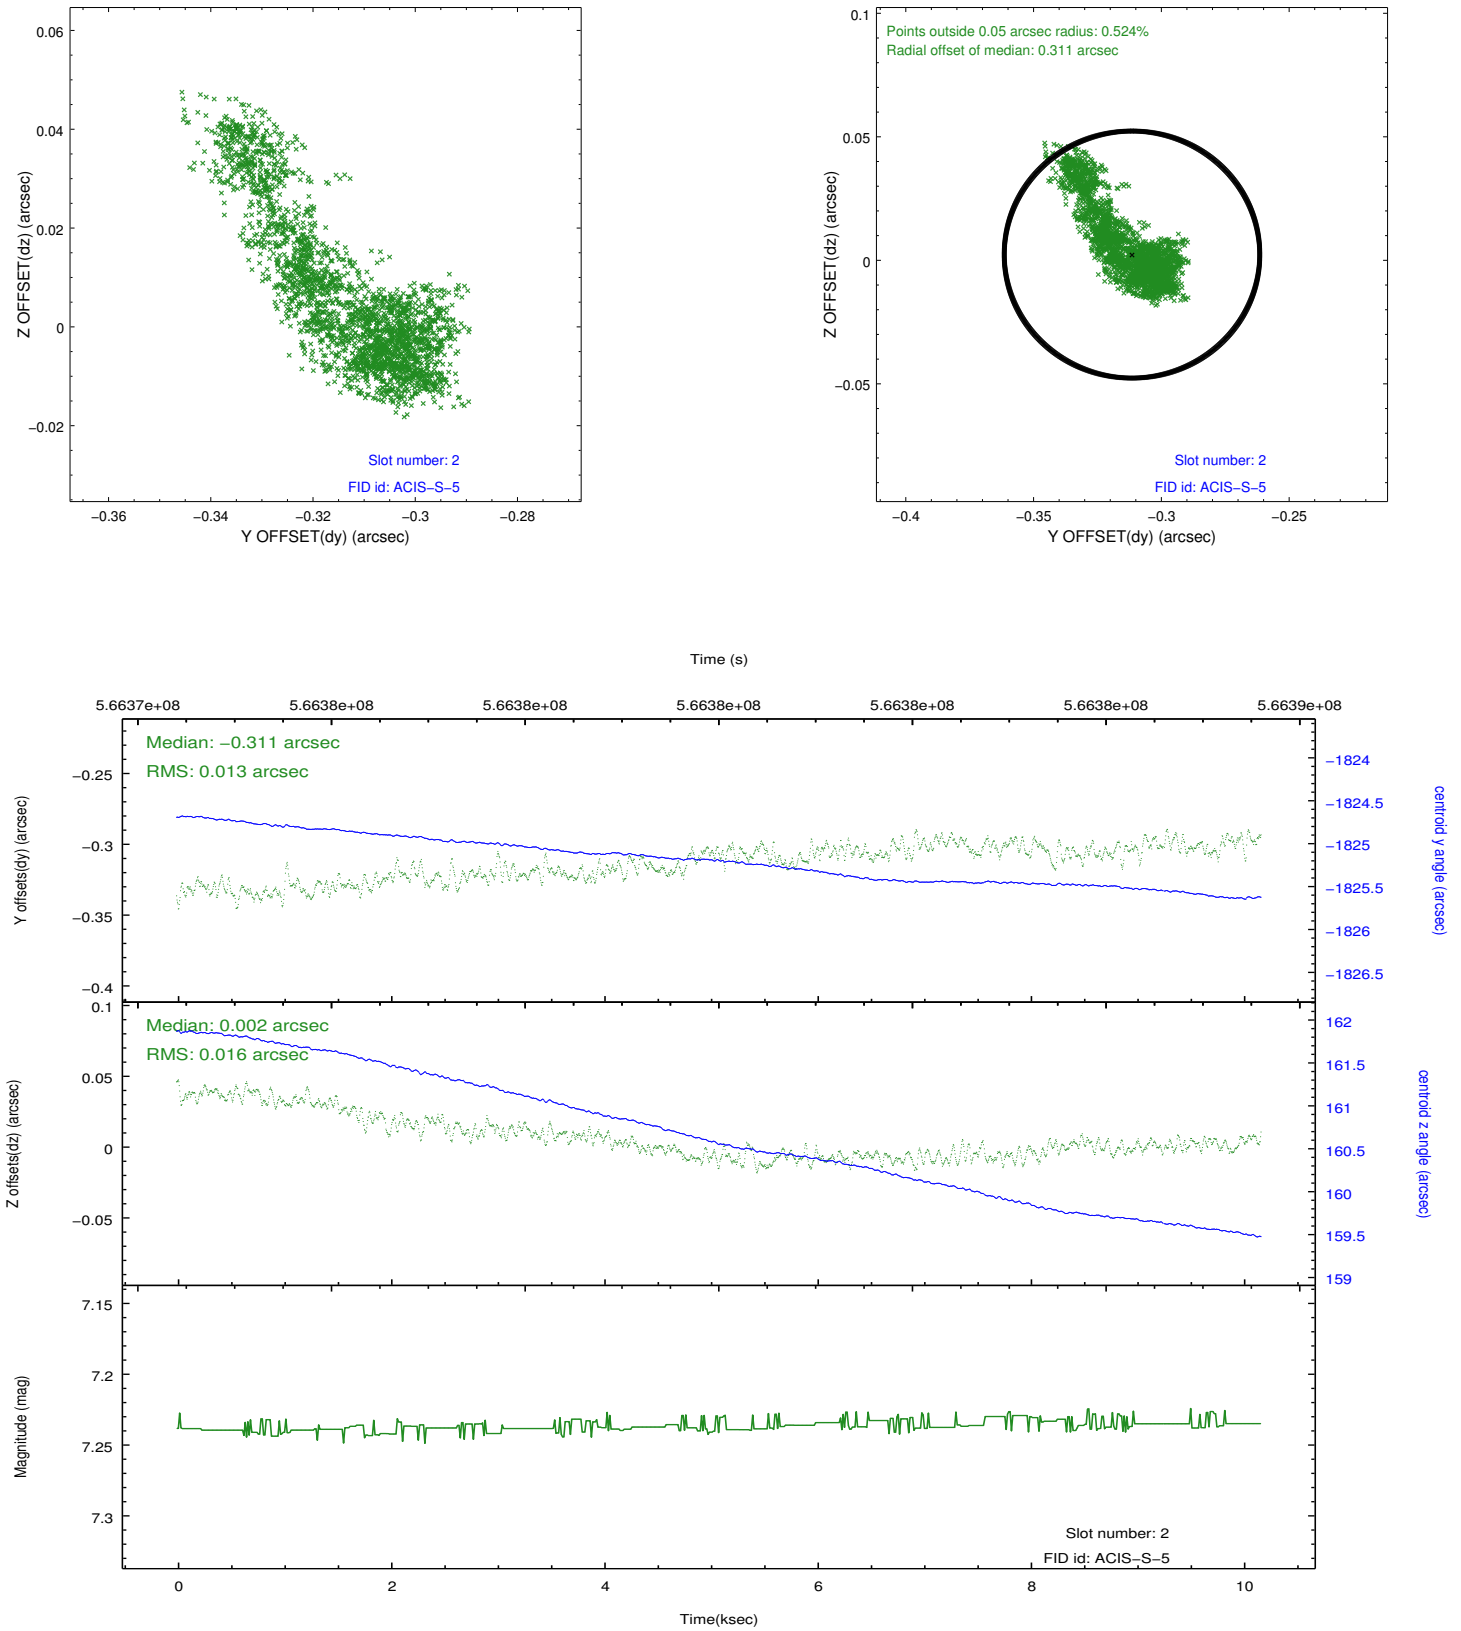 0.06
0.04
0.02
0
−0.02
−0.36
−0.34
−0.32
−0.3
−0.28
Z OFFSET(dz) (arcsec)
Y OFFSET(dy) (arcsec)
Slot number: 2
FID id: ACIS−S−5
Points outside 0.05 arcsec radius: 0.524%
Radial offset of median: 0.311 arcsec
0.1
0.05
0
−0.05
−0.4
−0.35
−0.3
−0.25
Z OFFSET(dz) (arcsec)
Y OFFSET(dy) (arcsec)
Slot number: 2
FID id: ACIS−S−5
Time (s)
5.6637e+08 5.6638e+08 5.6638e+08 5.6638e+08 5.6638e+08 5.6638e+08 5.6639e+08
Median: −0.311 arcsec
RMS: 0.013 arcsec
−0.25
−0.3
−0.35
−0.4
Y offsets(dy) (arcsec)
−1824
−1824.5
−1825
−1825.5
−1826
−1826.5
centroid y angle (arcsec)
Median: 0.002 arcsec
RMS: 0.016 arcsec
0.1
0.05
0
−0.05
Z offsets(dz) (arcsec)
162
161.5
161
160.5
160
159.5
159
centroid z angle (arcsec)
7.15
7.2
7.25
7.3
Magnitude (mag)
Slot number: 2
FID id: ACIS−S−5
0 2 4 6 8 10
Time(ksec)